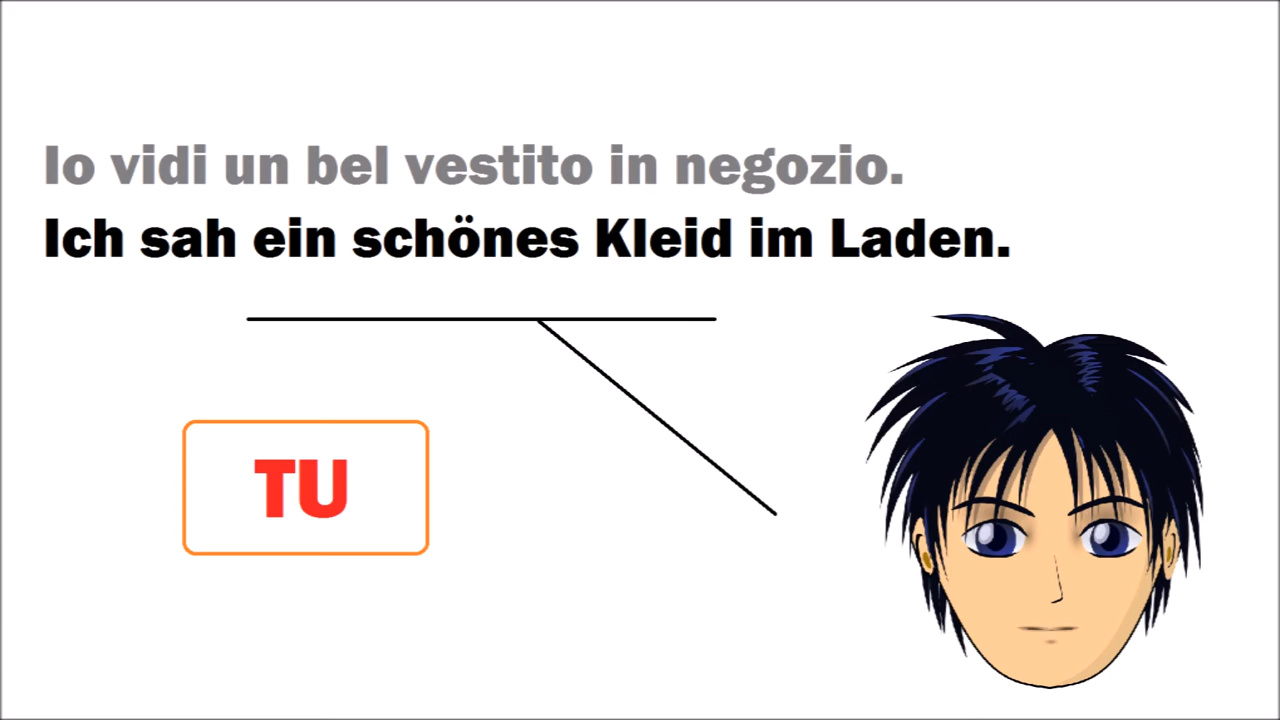 Io vidi un bel vestito in negozio.
Ich sah ein schönes Kleid im Laden.
TU